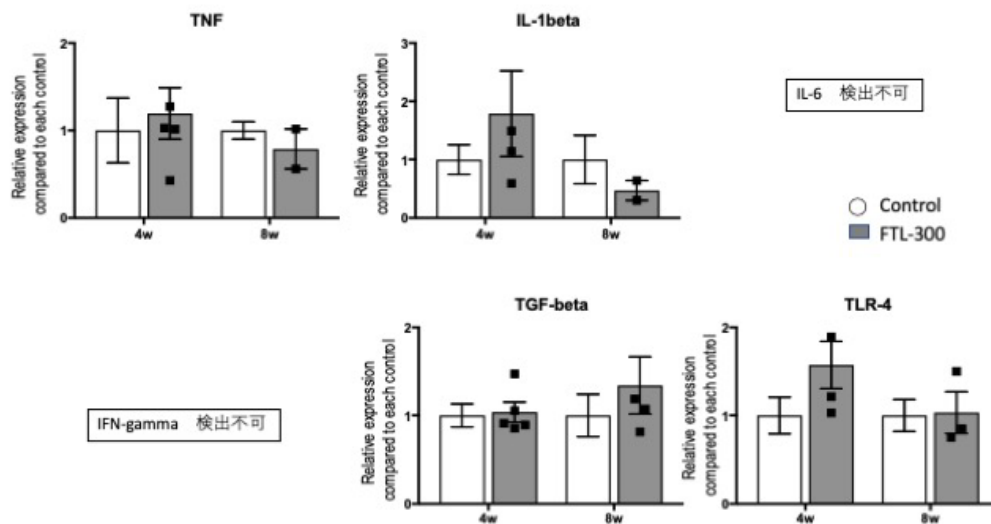 TNF
Relative expression
compared to each control
2
1
0
4w
8w
IL-1beta
Relative expression
compared to each control
3
2
1
0
4w
8w
IL-6 検出不可
Control
FTL-300
IFN-gamma 検出不可
TGF-beta
Relative expression
compared to each control
2
1
0
4w
8w
TLR-4
Relative expression
compared to each control
2
1
0
4w
8w